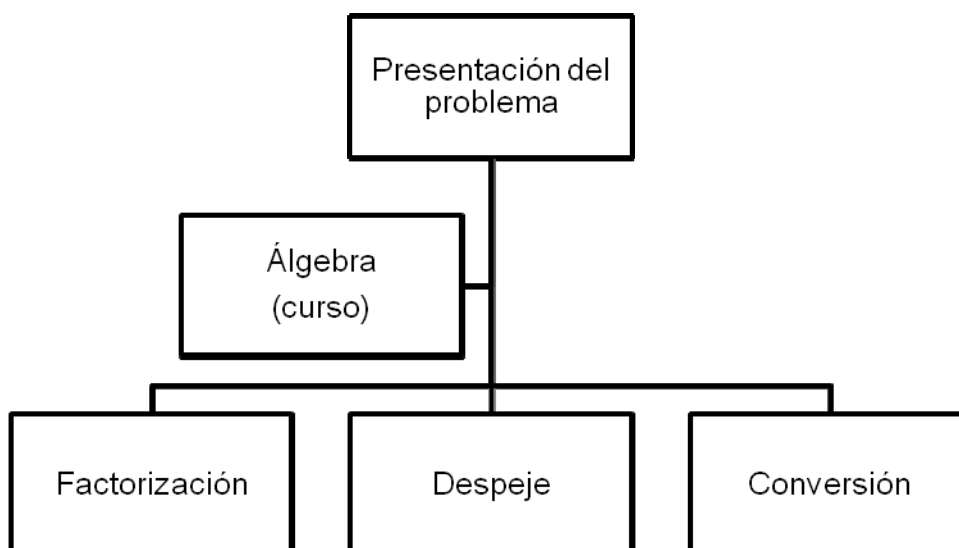 Presentación del
problema
Álgebra
(curso)
Factorización
Despeje
Conversión